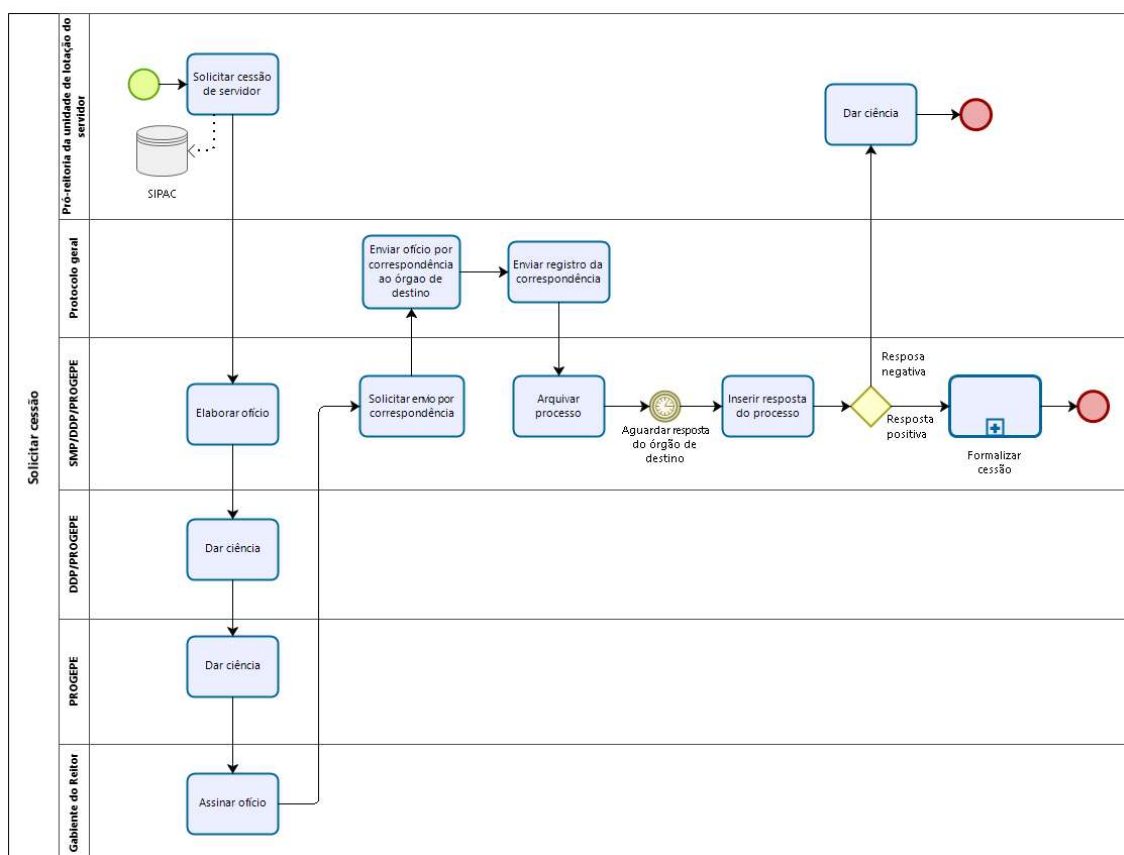 Solicitar cessão
Pró-reitoria da unidade de lotação do
servidor
Solicitar cessão
de servidor
SIPAC
Dar ciência
Protocolo geral
Enviar ofício por
correspondência
ao órgao de
destino
Enviar registro da
correspondência
SMP/DDP/PROGEPE
Elaborar ofício
Solicitar envio por
correspondência
Arquivar
processo
Aguardar resposta
do órgão de
destino
Inserir resposta
do processo
Resposa
negativa
Resposta
positiva
Formalizar
cessão
DDP/PROGEPE
Dar ciência
PROGEPE
Dar ciência
Gabiente do Reitor
Assinar ofício